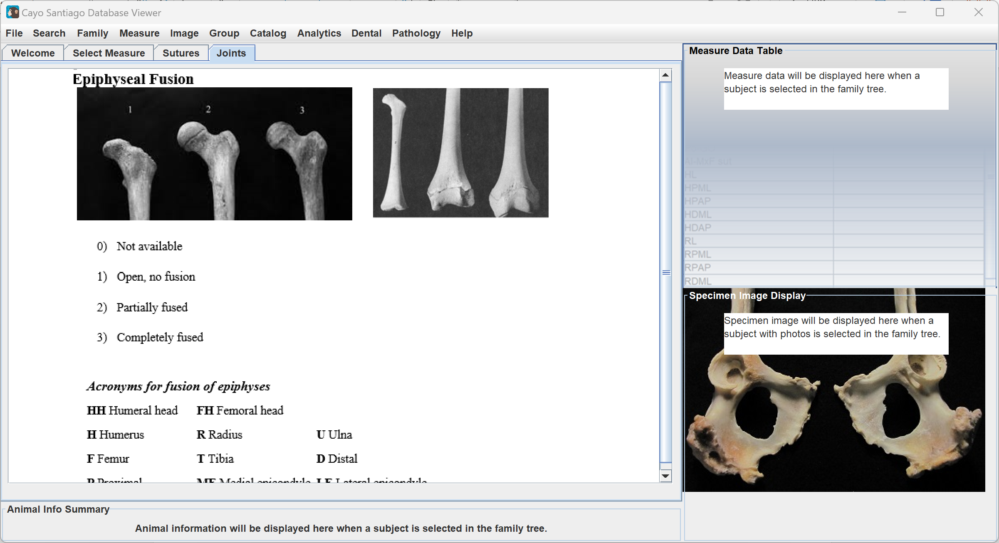 Cayo Santiago Database Viewer
File Search Family Measure Image Group Catalog Analytics Dental Pathology Help
Welcome Select Measure Sutures Joints
Epiphyseal Fusion
1 2 3
0) Not available
1) Open, no fusion
2) Partially fused
3) Completely fused
Acronyms for fusion of epiphyses
HH Humeral head FH Femoral head
H Humerus R Radius U Ulna
F Femur T Tibia D Distal
P Proximal ME Medial epicondyle LE Lateral epicondyle
Animal Info Summary
Animal information will be displayed here when a subject is selected in the family tree.
Measure Data Table
Measure data will be displayed here when a
subject is selected in the family tree.
Al-MxF sut
HL
HPML
HPAP
HDML
HDAP
RL
RPML
RPAP
RDML
Specimen Image Display
Specimen image will be displayed here when a
subject with photos is selected in the family tree.